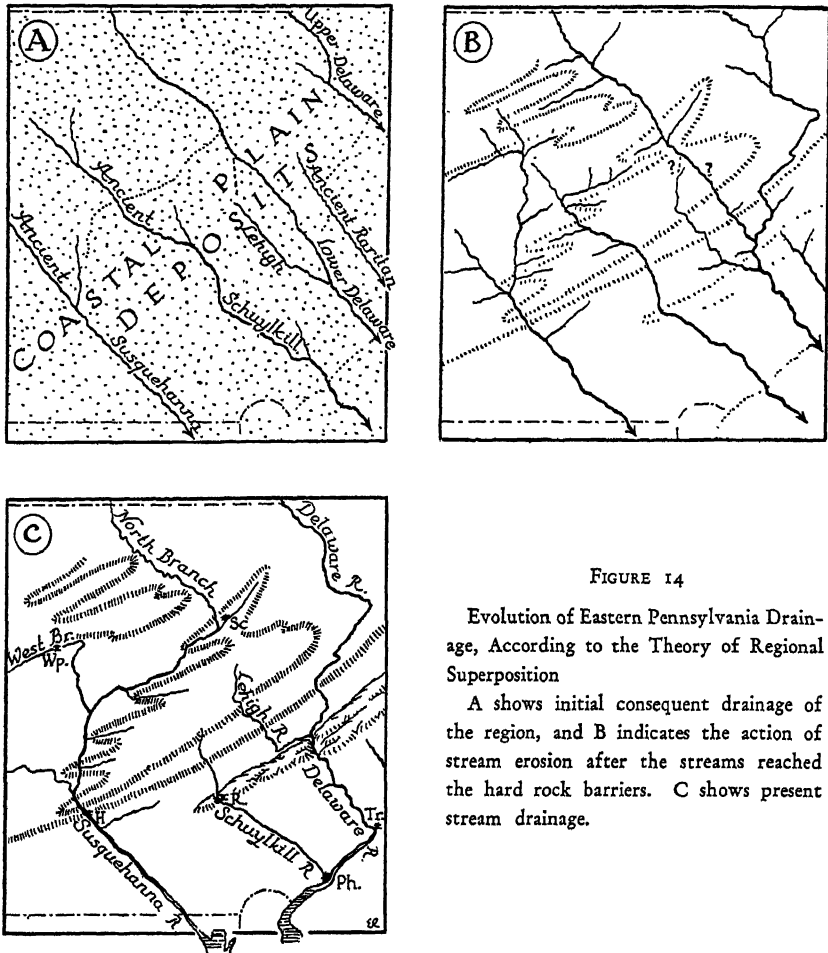 A
Upper Delaware
COASTAL PLAIN
DEPOSITS
Ancient Raritan
Ancient Schuylkill
Lehigh
Lower Delaware
Ancient Susquehanna
B
?
?
C
North Branch
Delaware R.
Sc.
West Br.
Wp.
Lehigh R.
Delaware R.
H
R.
Schuylkill R
Susquehanna R
Tr.
Ph.
ER
FIGURE 14
Evolution of Eastern Pennsylvania Drain-
age, According to the Theory of Regional
Superposition
A shows initial consequent drainage of
the region, and B indicates the action of
stream erosion after the streams reached
the hard rock barriers. C shows present
stream drainage.